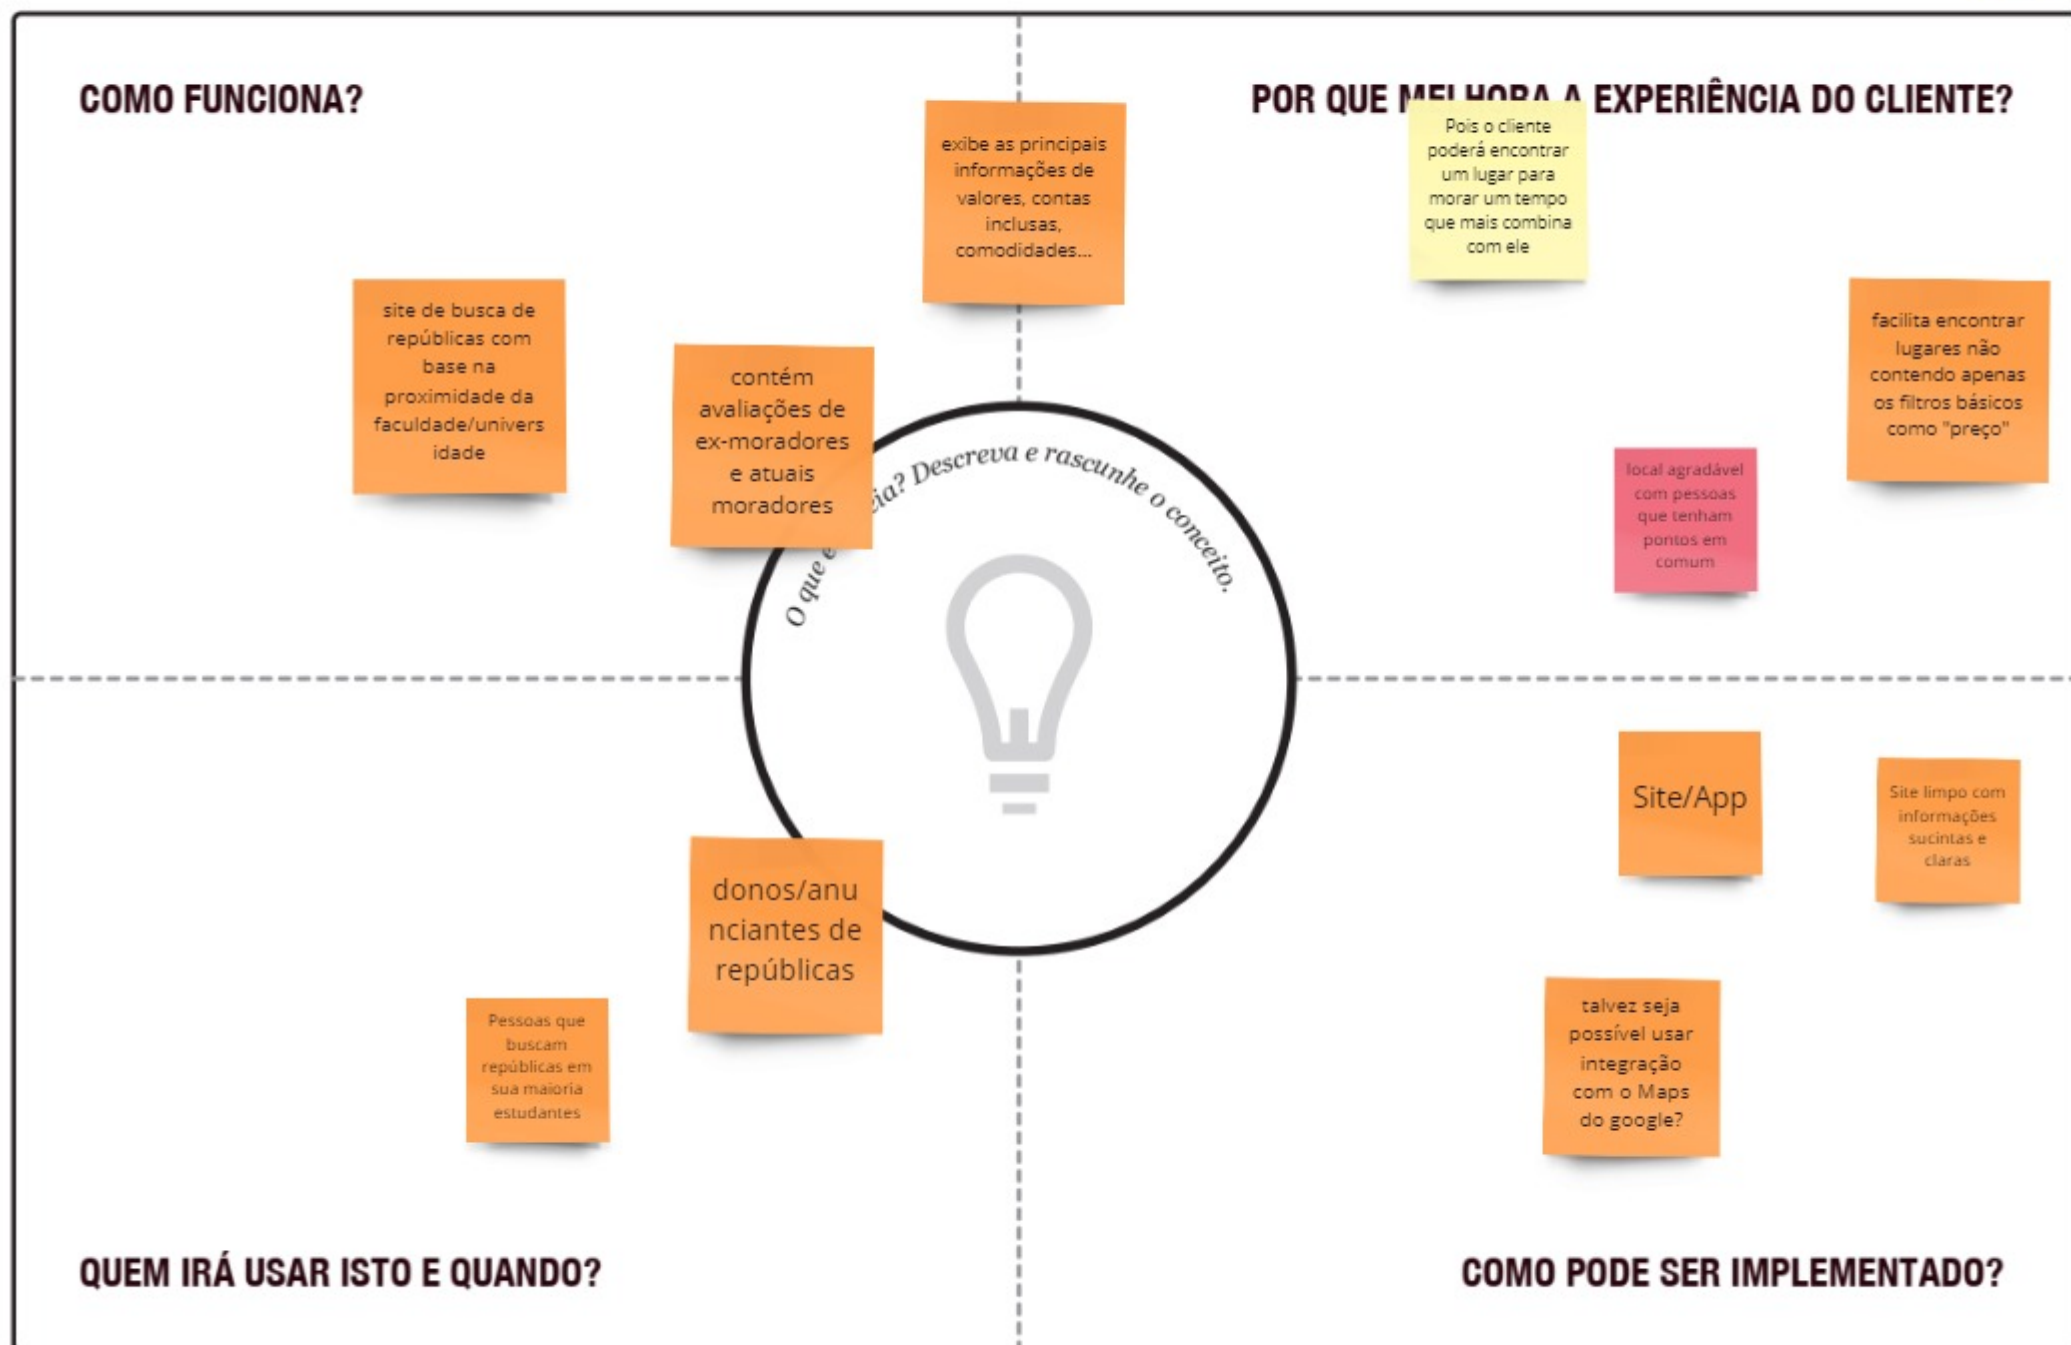 COMO FUNCIONA?
exibe as principais
informações de
valores, contas
inclusas,
comodidades...
site de busca de
repúblicas com
base na
proximidade da
faculdade/univers
idade
contém
avaliações de
ex-moradores
e atuais
moradores
POR QUE MELHORA A EXPERIÊNCIA DO CLIENTE?
Pois o cliente
poderá encontrar
um lugar para
morar um tempo
que mais combina
com ele
facilita encontrar
lugares não
contendo apenas
os filtros básicos
como "preço"
local agradável
com pessoas
que tenham
pontos em
comum
O que ? Descreva e rascunhe o conceito.
donos/anu
nciantes de
repúblicas
Pessoas que
buscam
repúblicas em
sua maioria
estudantes
QUEM IRÁ USAR ISTO E QUANDO?
Site/App
Site limpo com
informações
sucintas e
claras
talvez seja
possível usar
integração
com o Maps
do google?
COMO PODE SER IMPLEMENTADO?